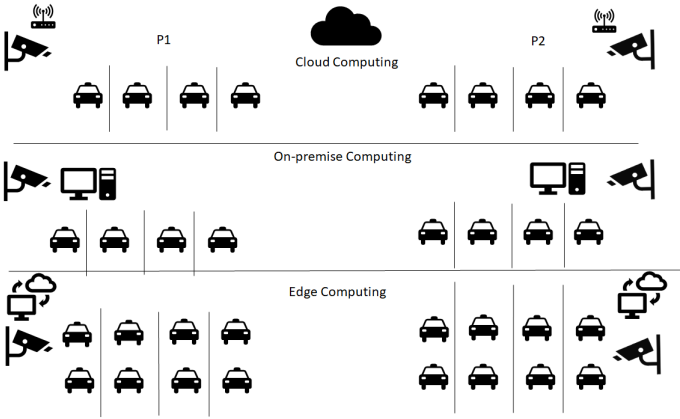 P1
P2
Cloud Computing
On-premise Computing
Edge Computing